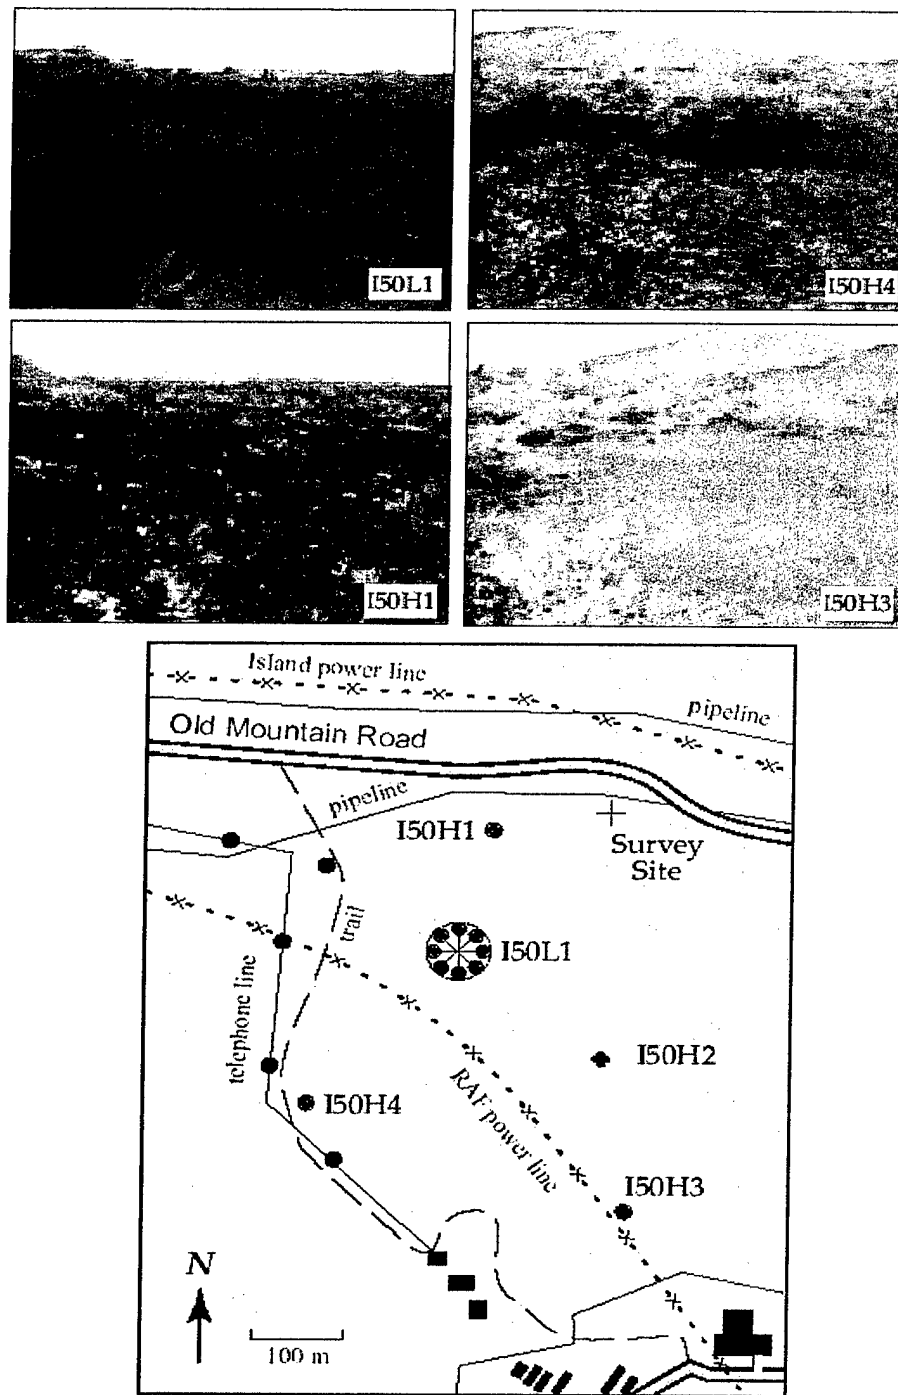 I50L1
I50H4
I50H1
I50H3
Island power line
pipeline
Old Mountain Road
pipeline
I50H1
Survey
Site
trail
I50L1
telephone line
I50H2
RAF power line
I50H4
I50H3
N
100 m